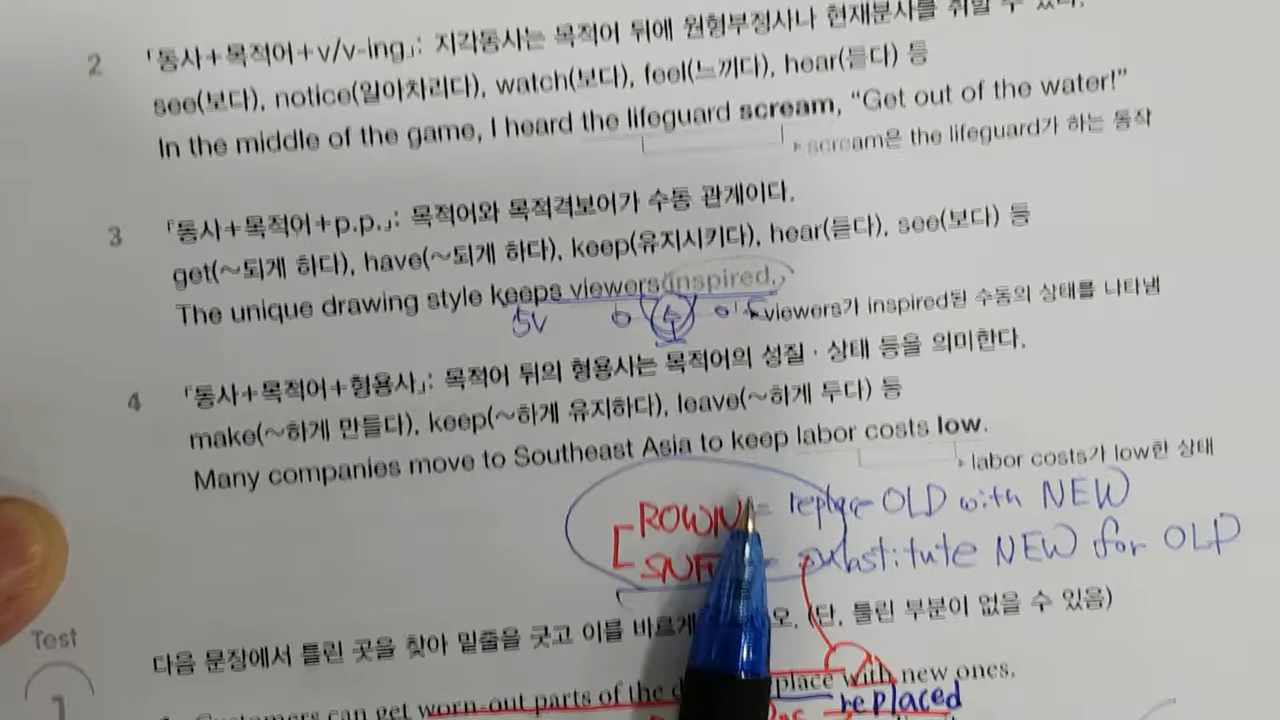 2 「동사+목적어+v/v-ing」: 지각동사는 목적어 뒤에 원형부정사나 현재분사를 취할 수 있다.
see(보다), notice(알아차리다), watch(보다), feel(느끼다), hear(듣다) 등
In the middle of the game, I heard the lifeguard scream, “Get out of the water!”
scream은 the lifeguard가 하는 동작
3 「동사+목적어+p.p.」: 목적어와 목적격보어가 수동 관계이다.
get(~되게 하다), have(~되게 하다), keep(유지시키다), hear(듣다), see(보다) 등
The unique drawing style keeps viewers inspired.
viewers가 inspired된 수동의 상태를 나타냄
5V O 수 O'
4 「동사+목적어+형용사」: 목적어 뒤의 형용사는 목적어의 성질·상태 등을 의미한다.
make(~하게 만들다), keep(~하게 유지하다), leave(~하게 두다) 등
Many companies move to Southeast Asia to keep labor costs low.
labor costs가 low한 상태
ROWN = replace OLD with NEW
= substitute NEW for OLD
Test
1
다음 문장에서 틀린 곳을 찾아 밑줄을 긋고 이를 바르게 오. (단, 틀린 부분이 없을 수 있음)
Customers can get worn-out parts of the place with new ones.
replaced